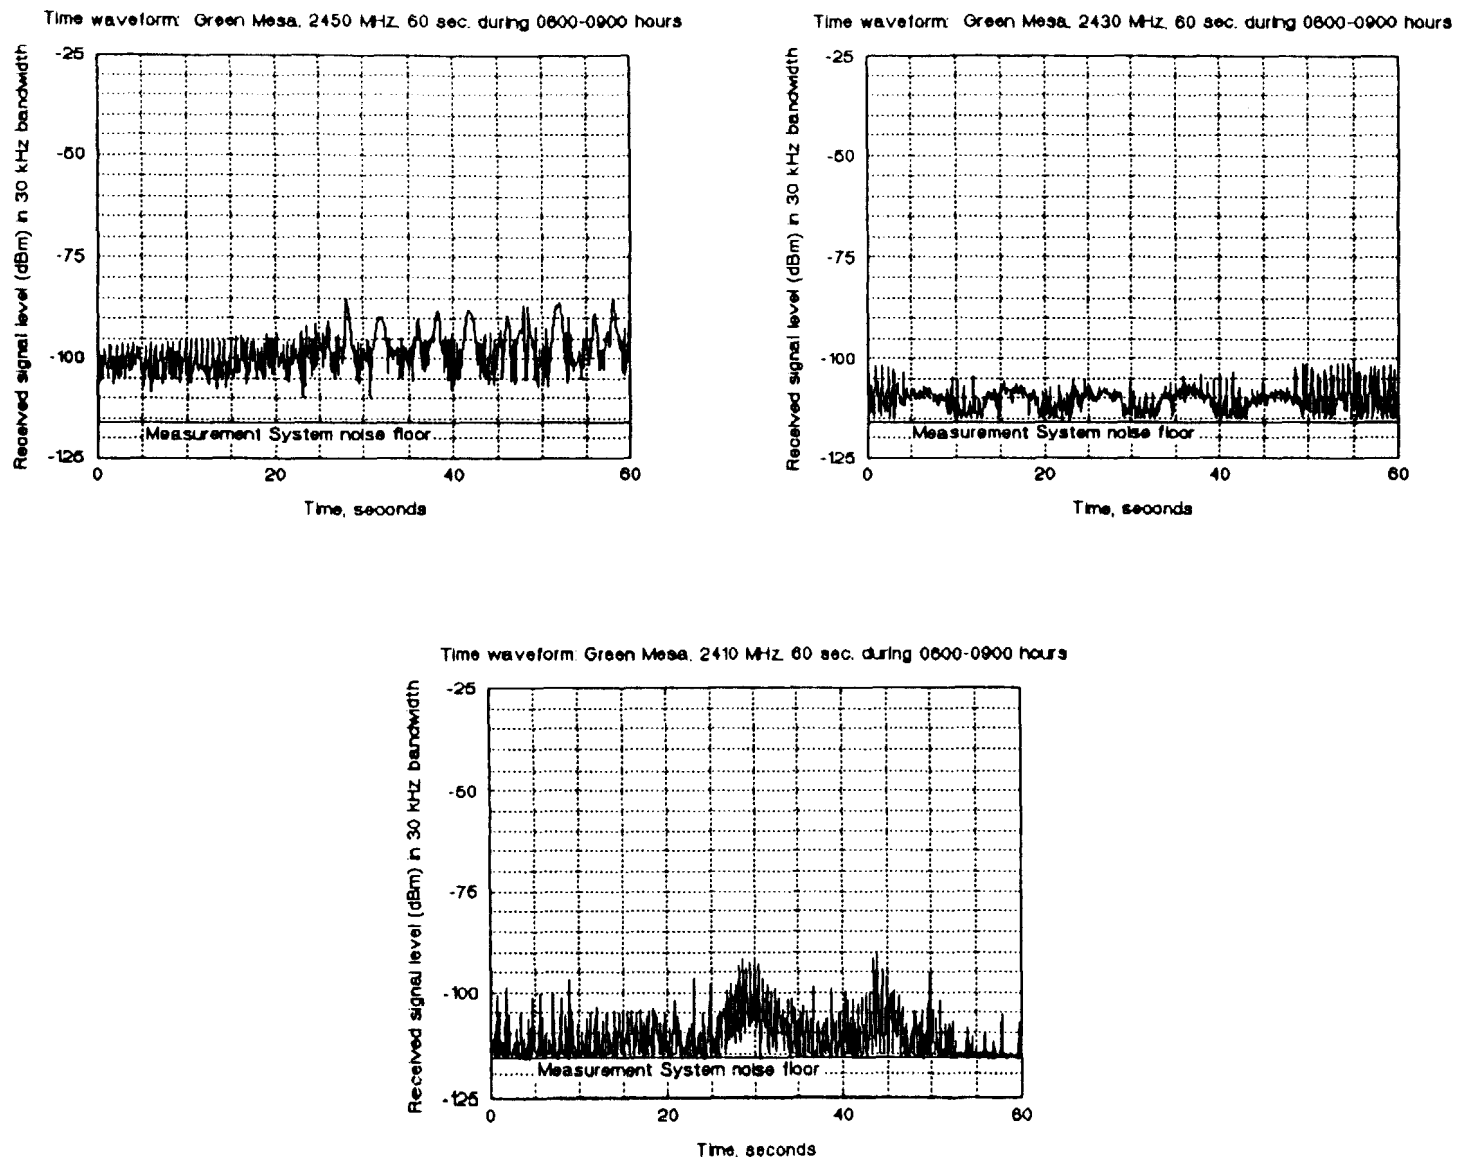 Time waveform: Green Mesa, 2450 MHz, 60 sec. during 0600-0900 hours
Received signal level (dBm) in 30 kHz bandwidth
-25
-50
-75
-100
-125
Measurement System noise floor
0 20 40 60
Time, seconds
Time waveform: Green Mesa, 2430 MHz, 60 sec. during 0600-0900 hours
Received signal level (dBm) in 30 kHz bandwidth
-25
-50
-75
-100
-125
Measurement System noise floor
0 20 40 60
Time, seconds
Time waveform: Green Mesa, 2410 MHz, 60 sec. during 0600-0900 hours
Received signal level (dBm) in 30 kHz bandwidth
-25
-50
-75
-100
-125
Measurement System noise floor
0 20 40 60
Time, seconds